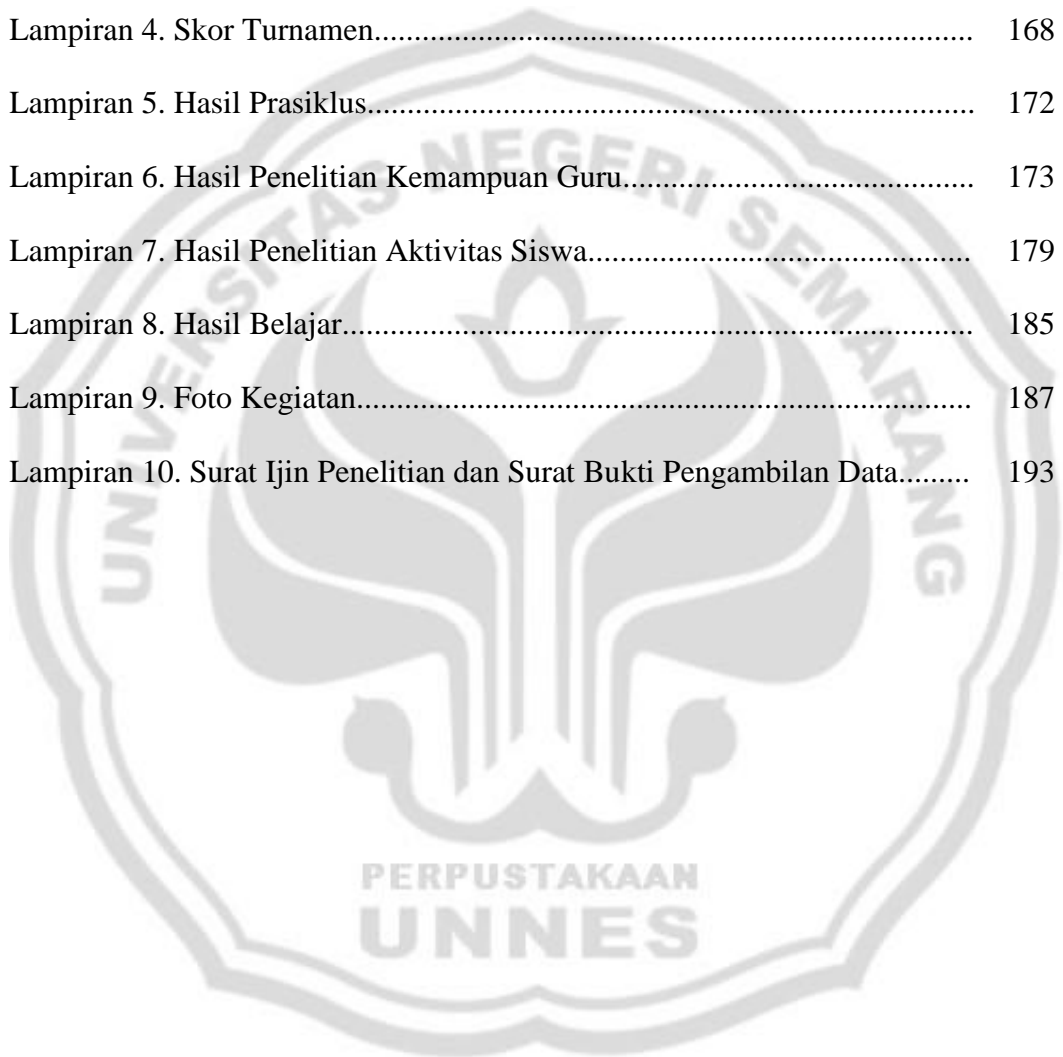 Lampiran 4. Skor Turnamen........................................................................... 168
Lampiran 5. Hasil Prasiklus............................................................................ 172
Lampiran 6. Hasil Penelitian Kemampuan Guru............................................ 173
Lampiran 7. Hasil Penelitian Aktivitas Siswa................................................ 179
Lampiran 8. Hasil Belajar............................................................................... 185
Lampiran 9. Foto Kegiatan............................................................................. 187
Lampiran 10. Surat Ijin Penelitian dan Surat Bukti Pengambilan Data......... 193
UNIVERSITAS NEGERI SEMARANG
PERPUSTAKAAN
UNNES